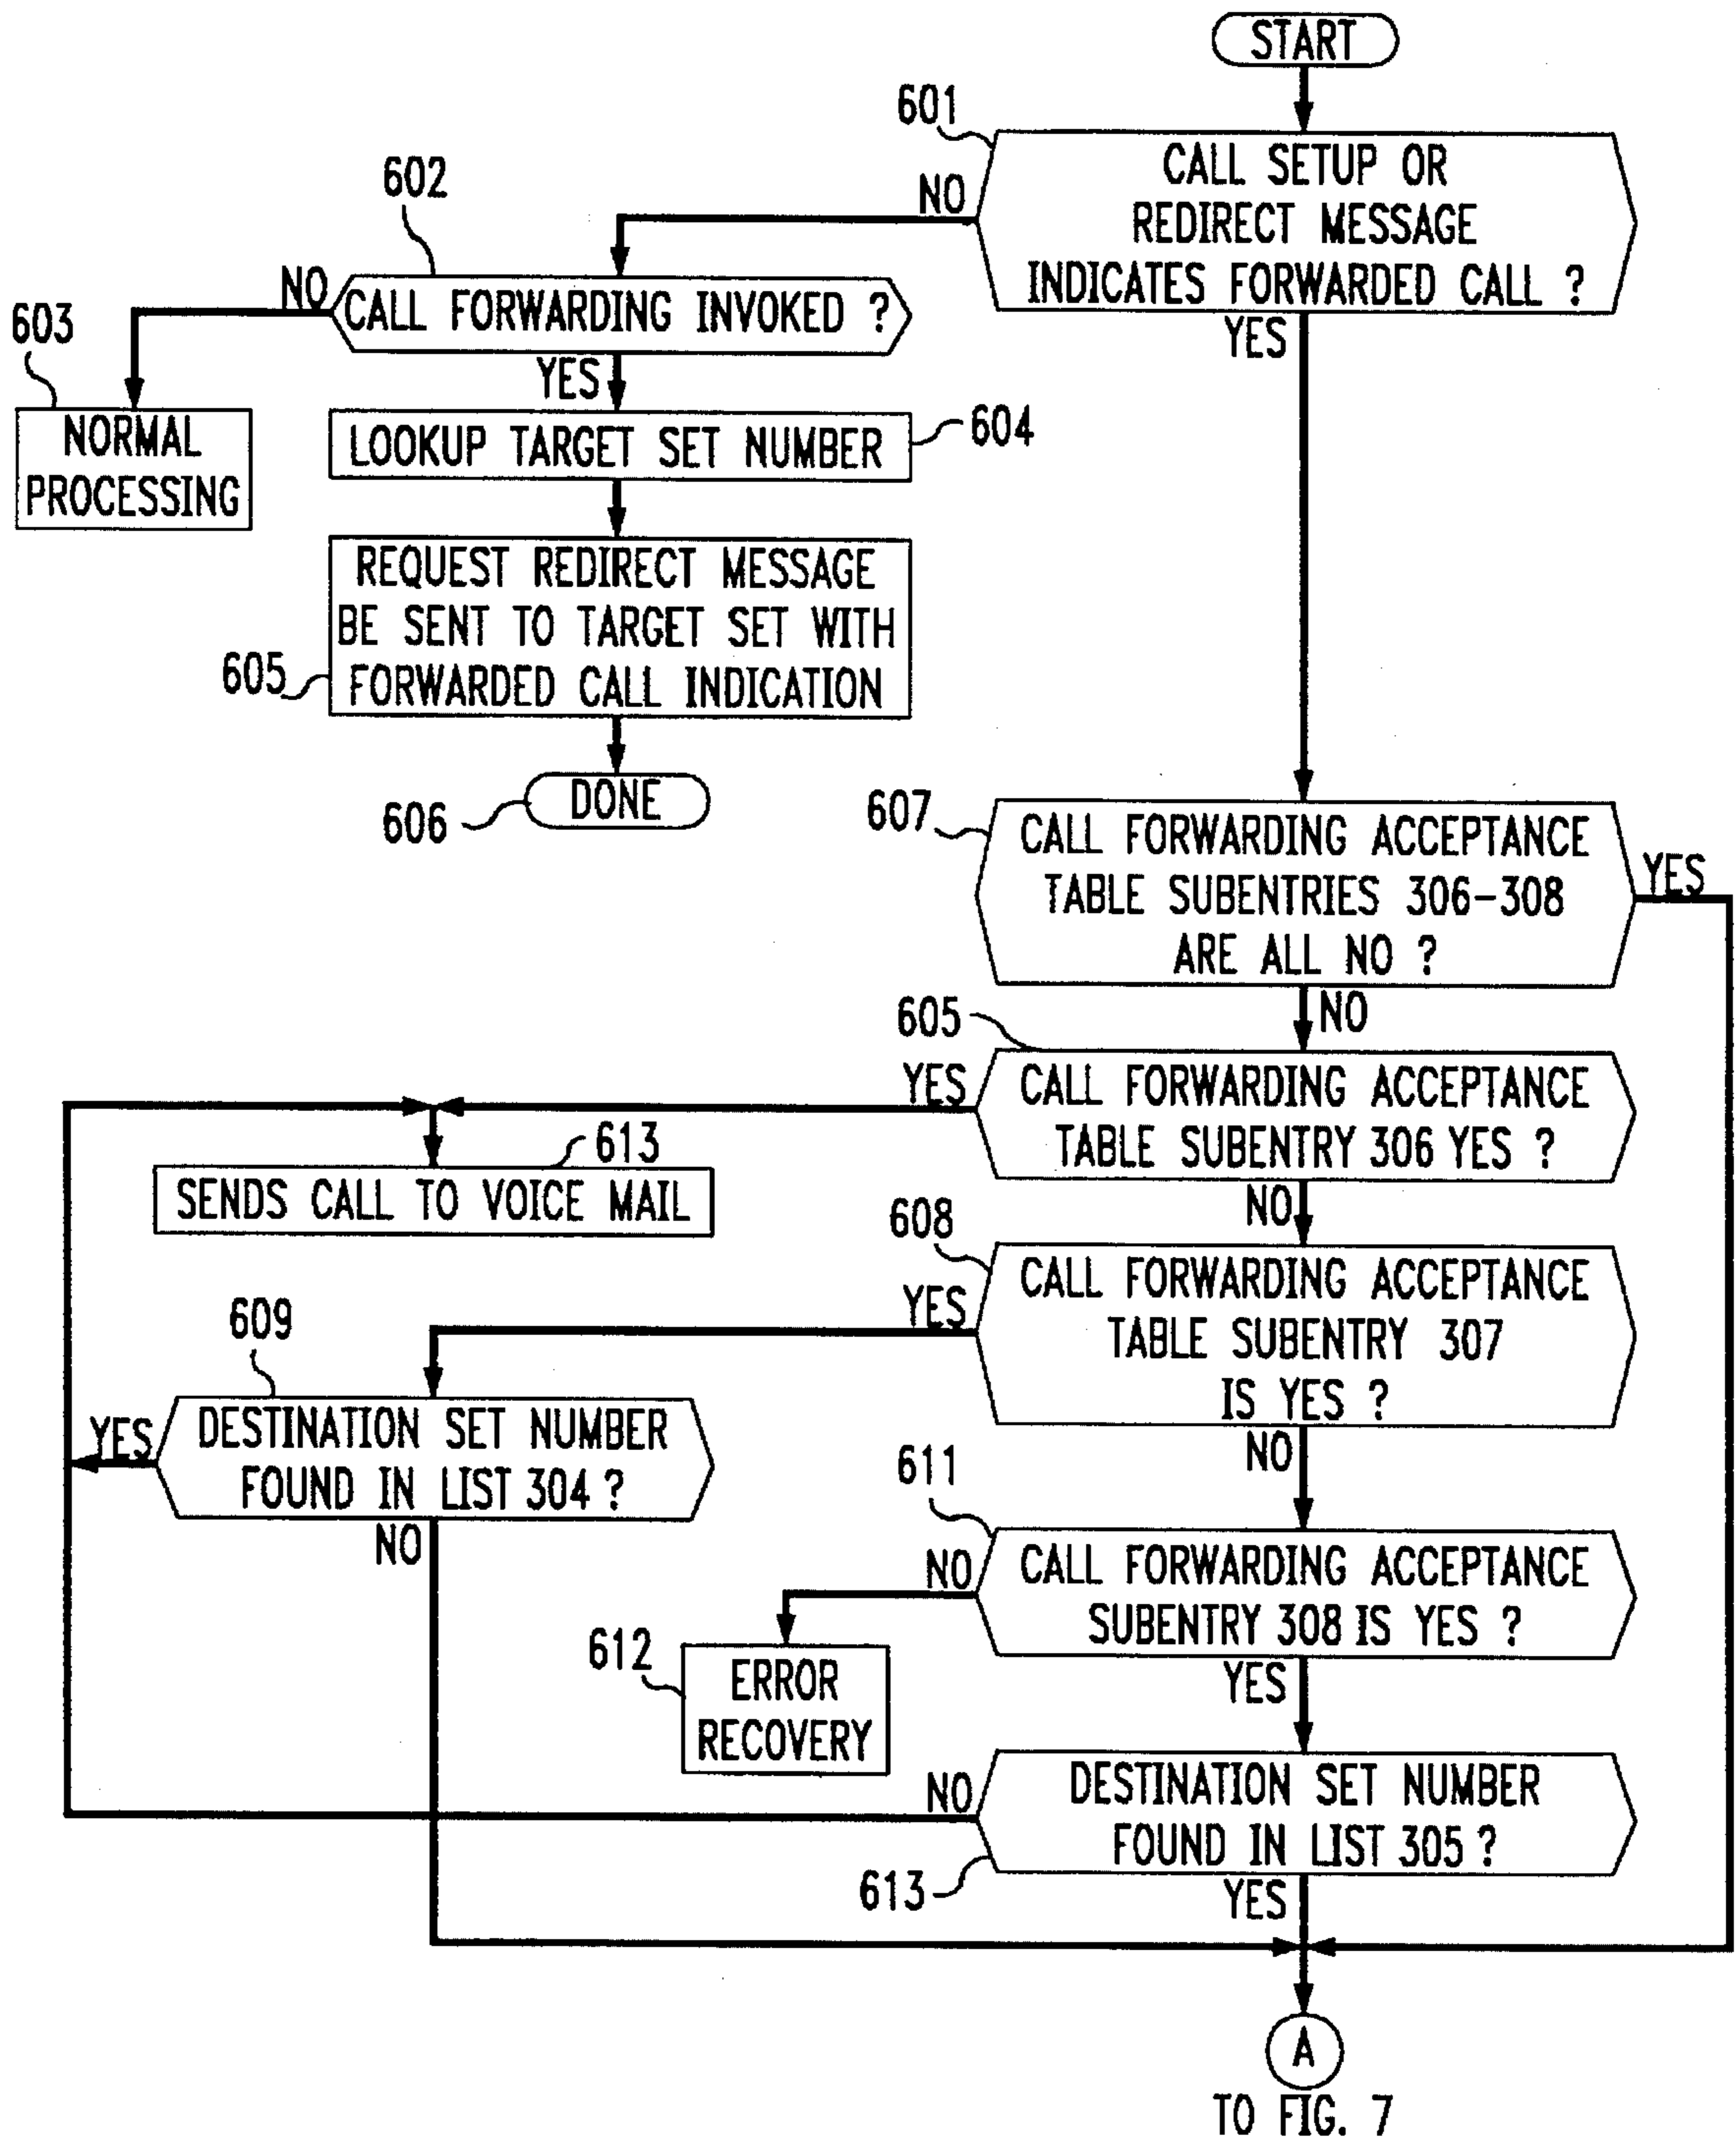 START
601
CALL SETUP OR
REDIRECT MESSAGE
INDICATES FORWARDED CALL ?
NO
YES
602
CALL FORWARDING INVOKED ?
NO
YES
603
NORMAL
PROCESSING
LOOKUP TARGET SET NUMBER
604
REQUEST REDIRECT MESSAGE
BE SENT TO TARGET SET WITH
FORWARDED CALL INDICATION
605
DONE
606
607
CALL FORWARDING ACCEPTANCE
TABLE SUBENTRIES 306-308
ARE ALL NO ?
YES
NO
605
CALL FORWARDING ACCEPTANCE
TABLE SUBENTRY 306 YES ?
YES
NO
613
SENDS CALL TO VOICE MAIL
608
CALL FORWARDING ACCEPTANCE
TABLE SUBENTRY 307
IS YES ?
YES
NO
609
DESTINATION SET NUMBER
FOUND IN LIST 304 ?
YES
NO
611
CALL FORWARDING ACCEPTANCE
SUBENTRY 308 IS YES ?
NO
YES
612
ERROR
RECOVERY
DESTINATION SET NUMBER
FOUND IN LIST 305 ?
NO
613
YES
A
TO FIG. 7